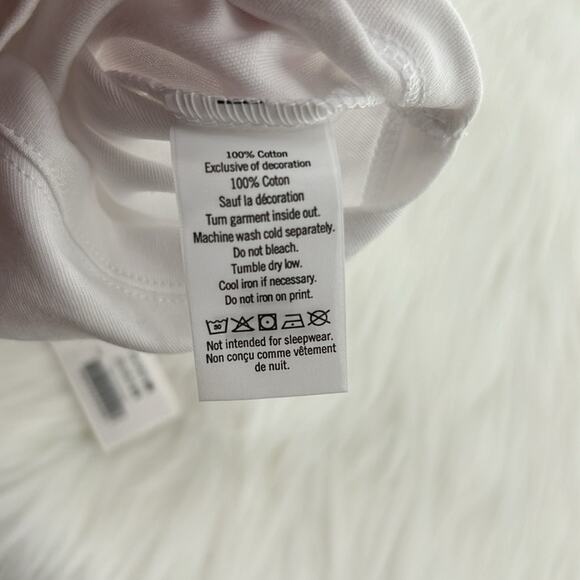 100% Cotton
Exclusive of decoration
100% Coton
Sauf la décoration
Turn garment inside out.
Machine wash cold separately.
Do not bleach.
Tumble dry low.
Cool iron if necessary.
Do not iron on print.
30
Not intended for sleepwear.
Non conçu comme vêtement
de nuit.